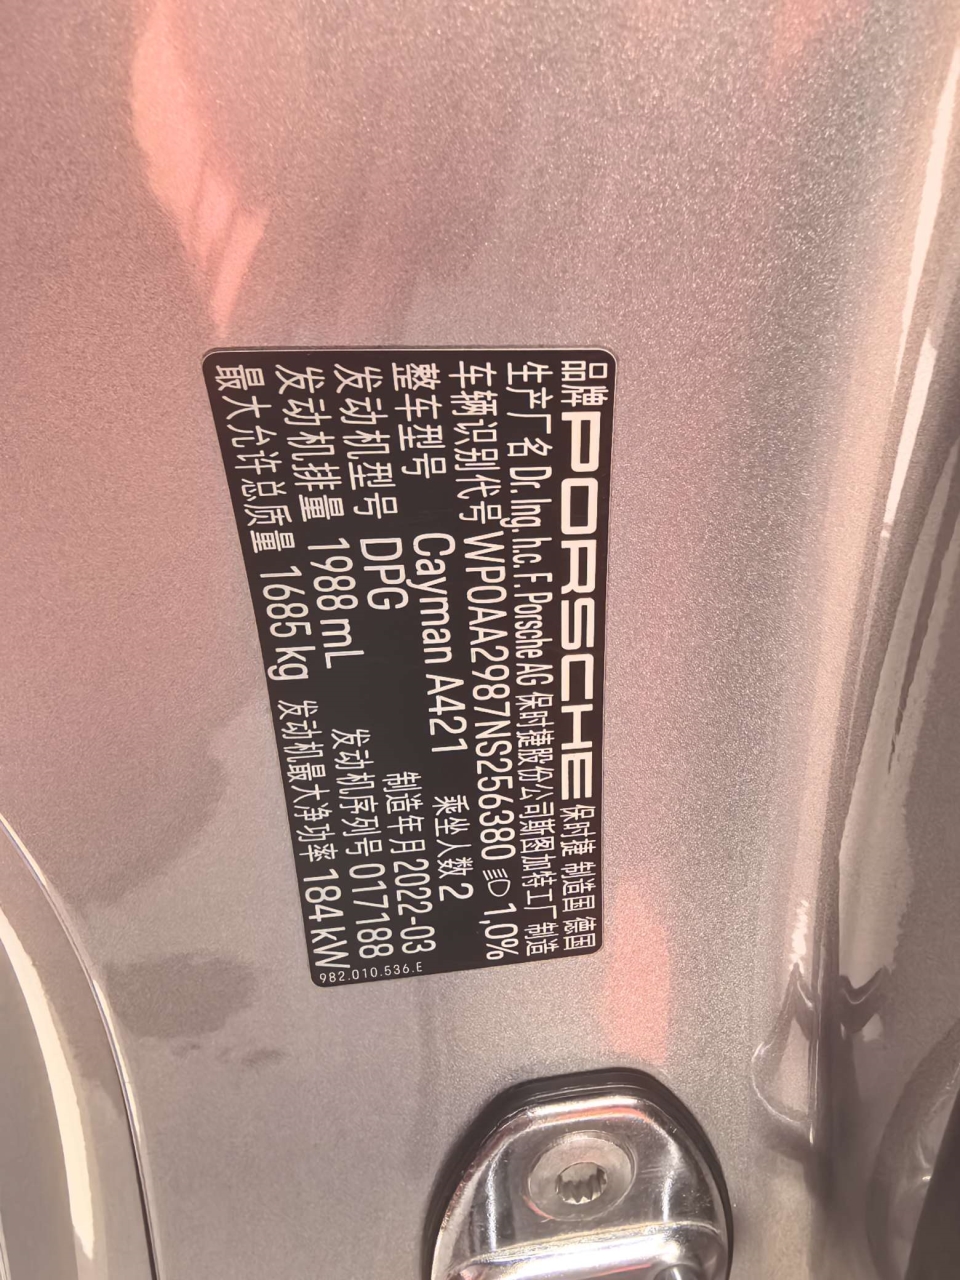 品牌 PORSCHE 保时捷 制造国 德国
生产厂名 Dr. Ing. h.c. F. Porsche AG 保时捷股份公司斯图加特工厂 制造
车辆识别代号 WP0AA2987NS256380 1,0%
整车型号 Cayman A421 乘坐人数 2
发动机型号 DPG 制造年月 2022-03
发动机排量 1988 mL 发动机序列号 017188
最大允许总质量 1685 kg 发动机最大净功率 184 kW
982.010.536.E